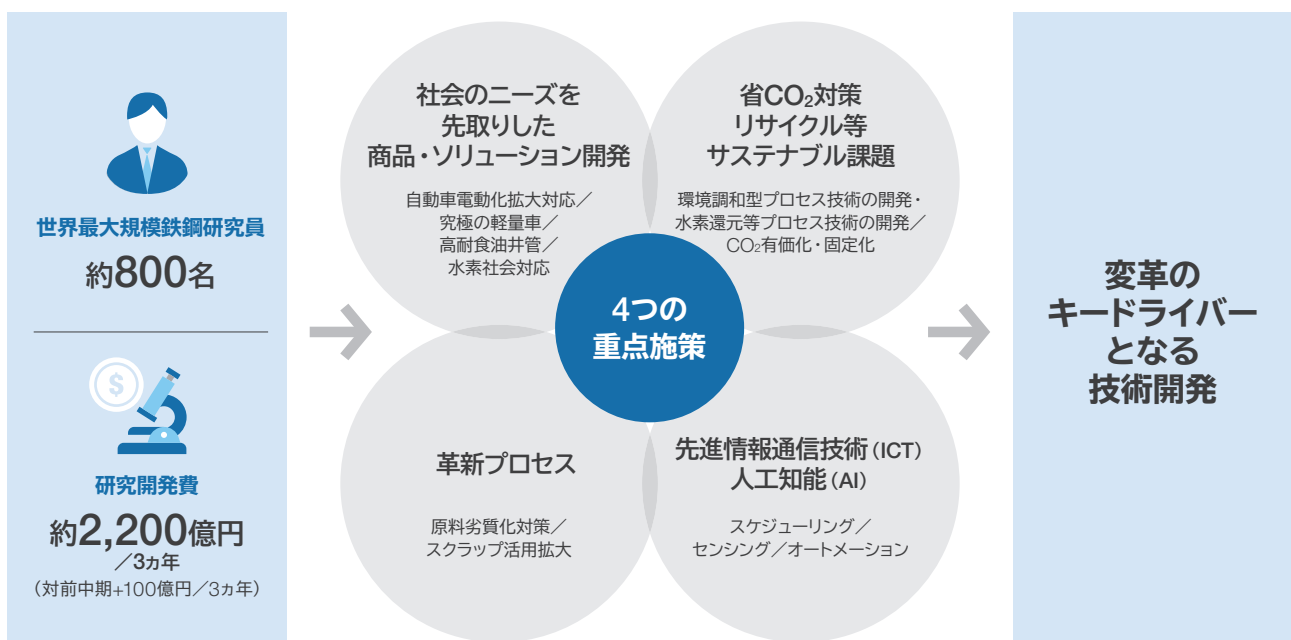 世界最大規模鉄鋼研究員
約800名
$
研究開発費
約2,200億円
／3ヵ年
（対前中期+100億円／3ヵ年）
社会のニーズを
先取りした
商品・ソリューション開発
自動車電動化拡大対応／
究極の軽量車／
高耐食油井管／
水素社会対応
省CO₂対策
リサイクル等
サステナブル課題
環境調和型プロセス技術の開発・
水素還元等プロセス技術の開発／
CO₂有価化・固定化
4つの
重点施策
革新プロセス
原料劣質化対策／
スクラップ活用拡大
先進情報通信技術（ICT）
人工知能（AI）
スケジューリング／
センシング／オートメーション
変革の
キードライバー
となる
技術開発